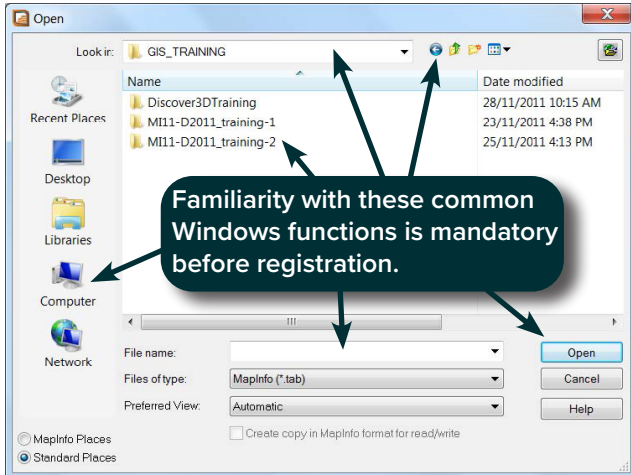 Open
Look in:
GIS_TRAINING
Name
Date modified
Discover3DTraining
28/11/2011 10:15 AM
MI11-D2011_training-1
23/11/2011 4:38 PM
MI11-D2011_training-2
25/11/2011 4:13 PM
Recent Places
Desktop
Libraries
Computer
Network
Familiarity with these common
Windows functions is mandatory
before registration.
File name:
Open
Files of type:
MapInfo (*.tab)
Cancel
Preferred View:
Automatic
Help
Create copy in MapInfo format for read/write
MapInfo Places
Standard Places